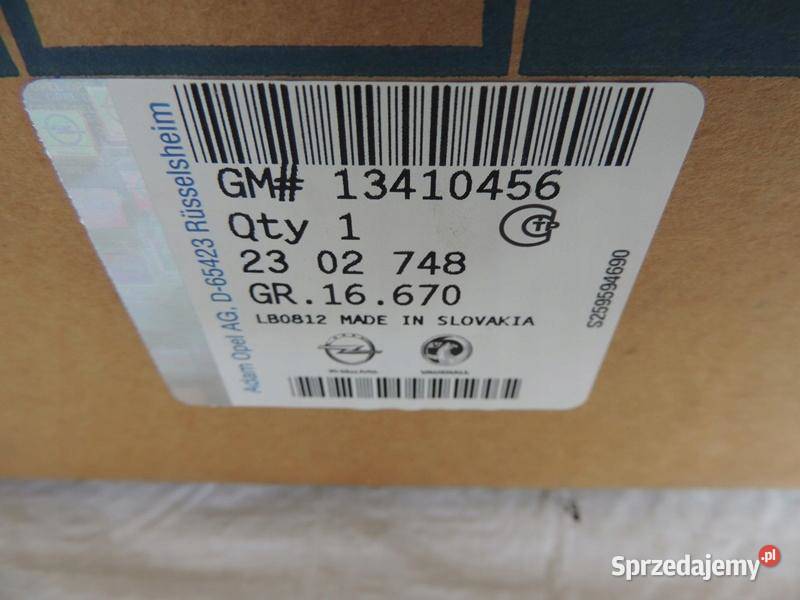 Adam Opel AG, D-65423 Rüsselsheim
GM# 13410456
Qty 1
23 02 748
GR.16.670
LB0812 MADE IN SLOVAKIA
S259594690
VAUXHALL
Sprzedajemy.pl